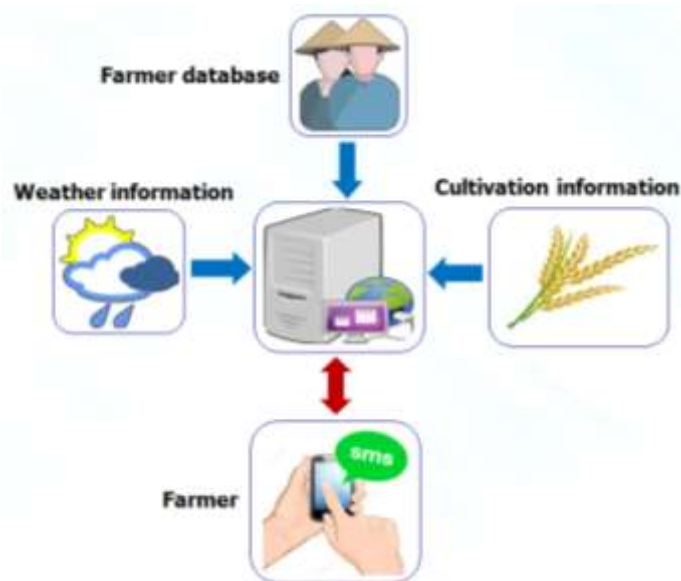 Farmer database
Weather information
Cultivation information
sms
Farmer